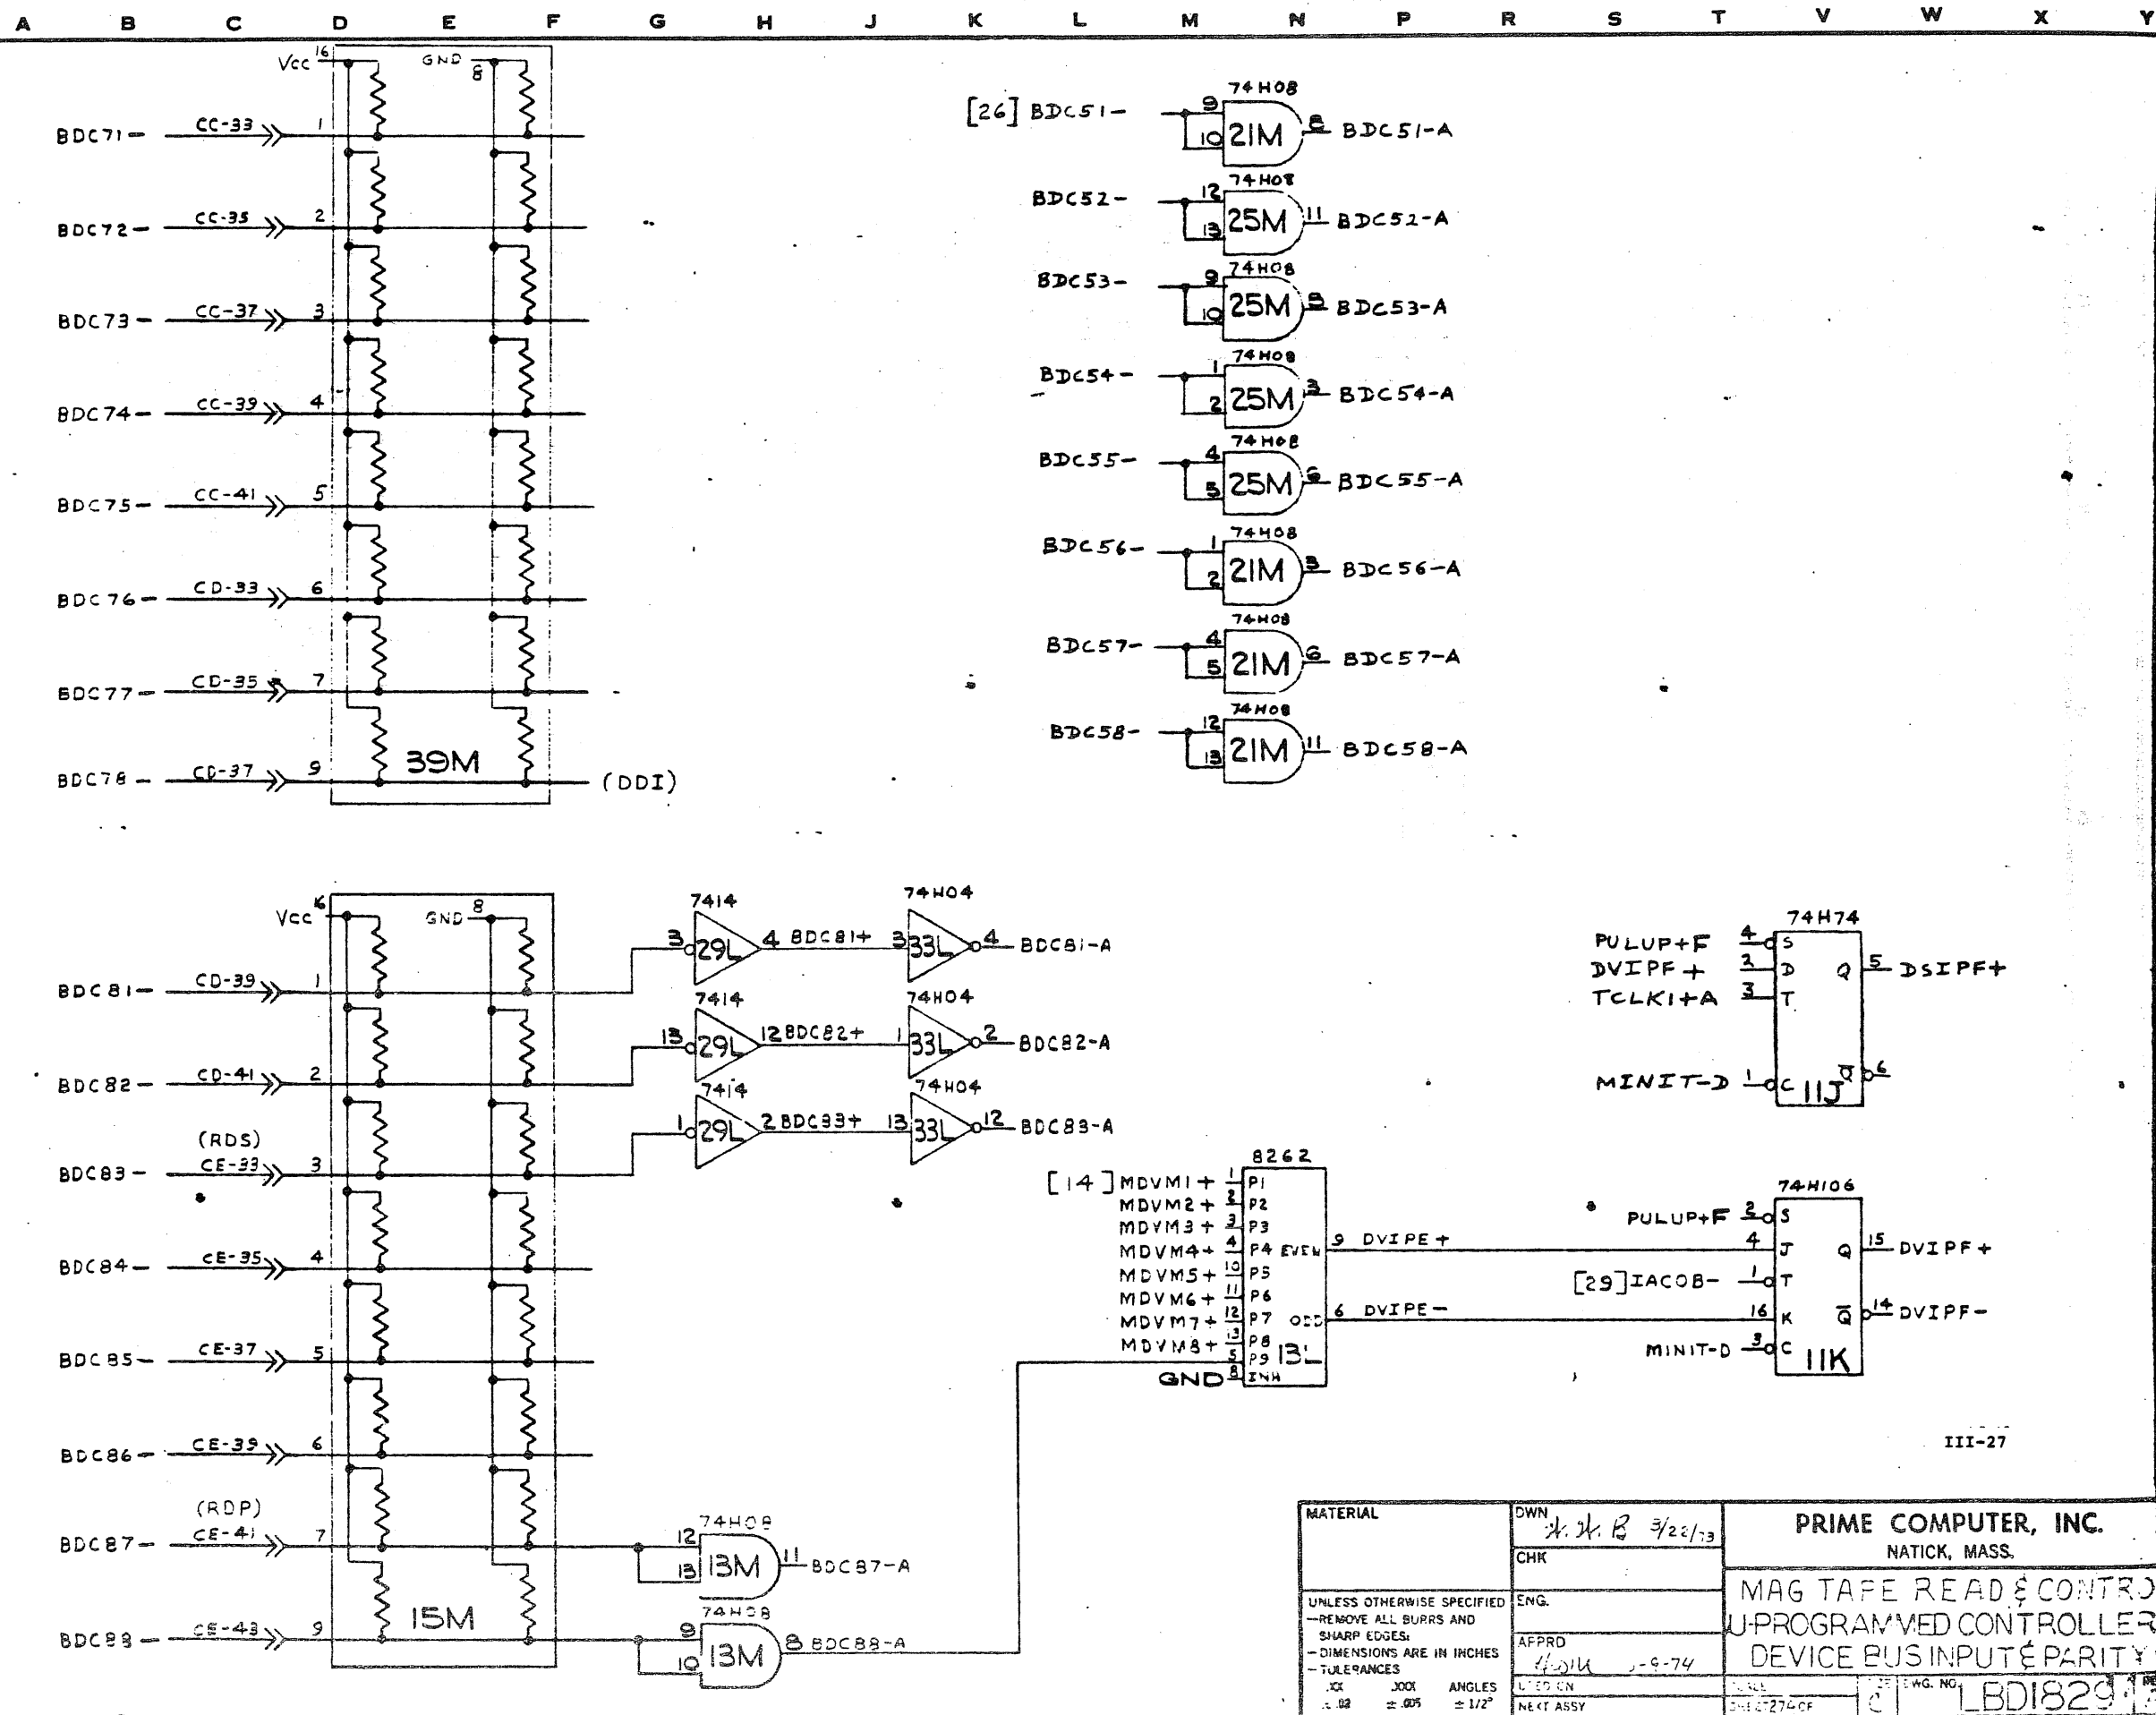 A B C D E F G H J K L M N P R S T V W X Y
Vcc 16 GND 8
BDC71- CC-33 1
BDC72- CC-35 2
BDC73- CC-37 3
BDC74- CC-39 4
BDC75- CC-41 5
BDC76- CD-33 6
BDC77- CD-35 7
BDC78- CD-37 9 39M (DDI)
74H08
[26] BDC51- 9 10 21M 8 BDC51-A
74H08
BDC52- 12 13 25M 11 BDC52-A
74H08
BDC53- 9 10 25M 8 BDC53-A
74H08
BDC54- 1 2 25M 3 BDC54-A
74H08
BDC55- 4 5 25M 6 BDC55-A
74H08
BDC56- 1 2 21M 3 BDC56-A
74H08
BDC57- 4 5 21M 6 BDC57-A
74H08
BDC58- 12 13 21M 11 BDC58-A
Vcc 16 GND 8
BDC81- CD-39 1
BDC82- CD-41 2
(RDS)
BDC83- CE-33 3
BDC84- CE-35 4
BDC85- CE-37 5
BDC86- CE-39 6
(RDP)
BDC87- CE-41 7
BDC88- CE-43 9 15M
7414 74H04
3 29L 4 BDC81+ 3 33L 4 BDC81-A
7414 74H04
13 29L 12 BDC82+ 1 33L 2 BDC82-A
7414 74H04
1 29L 2 BDC83+ 13 33L 12 BDC83-A
74H08
12 13 13M 11 BDC87-A
74H08
9 10 13M 8 BDC88-A
8262
[14] MDVM1+ 1 P1
MDVM2+ 2 P2
MDVM3+ 3 P3
MDVM4+ 4 P4 EVEN 9 DVIPE+
MDVM5+ 10 P5
MDVM6+ 11 P6
MDVM7+ 12 P7 ODD 6 DVIPE-
MDVM8+ 13 P8
5 P9 13L
GND 8 INH
74H74
PULUP+F 4 S
DVIPF+ 2 D Q 5 DSIPF+
TCLK1+A 3 T
MINIT-D 1 C Q 6
11J
74H106
PULUP+F 2 S
4 J Q 15 DVIPF+
[29]IACOB- 1 T
16 K Q 14 DVIPF-
MINIT-D 3 C 11K
III-27
MATERIAL
UNLESS OTHERWISE SPECIFIED
-REMOVE ALL BURRS AND
SHARP EDGES.
-DIMENSIONS ARE IN INCHES
-TOLERANCES
.XX .XXX ANGLES
±.02 ±.005 ±1/2°
DWN 3/22/73
CHK
ENG.
APPRD -9-74
USED ON
NEXT ASSY
PRIME COMPUTER, INC.
NATICK, MASS.
MAG TAPE READ & CONTRO
U-PROGRAMMED CONTROLLER
DEVICE BUS INPUT & PARITY
SCALE
C
DWG. NO. LBD1829